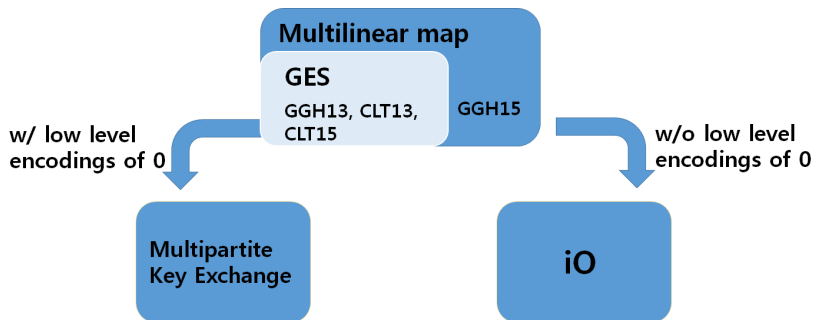 Multilinear map
GES
GGH13, CLT13,
CLT15
GGH15
w/ low level
encodings of 0
w/o low level
encodings of 0
Multipartite
Key Exchange
iO